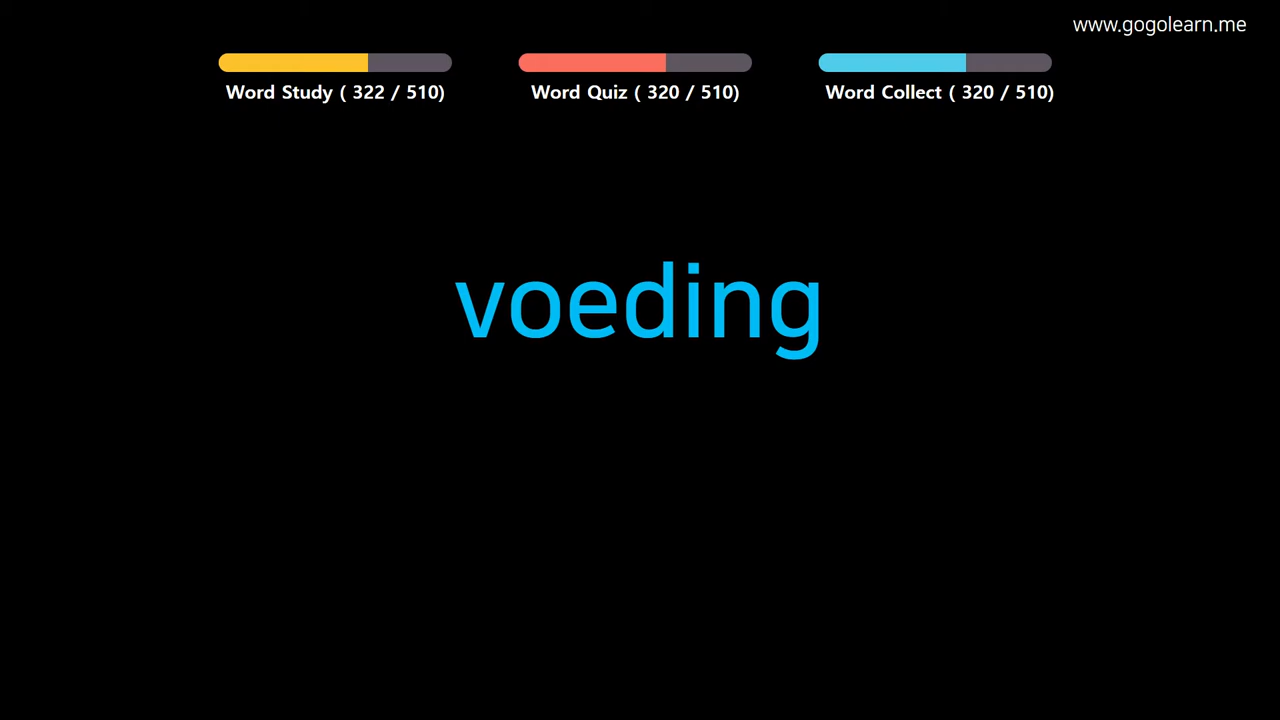 www.gogolearn.me
Word Study ( 322 / 510)
Word Quiz ( 320 / 510)
Word Collect ( 320 / 510)
voeding